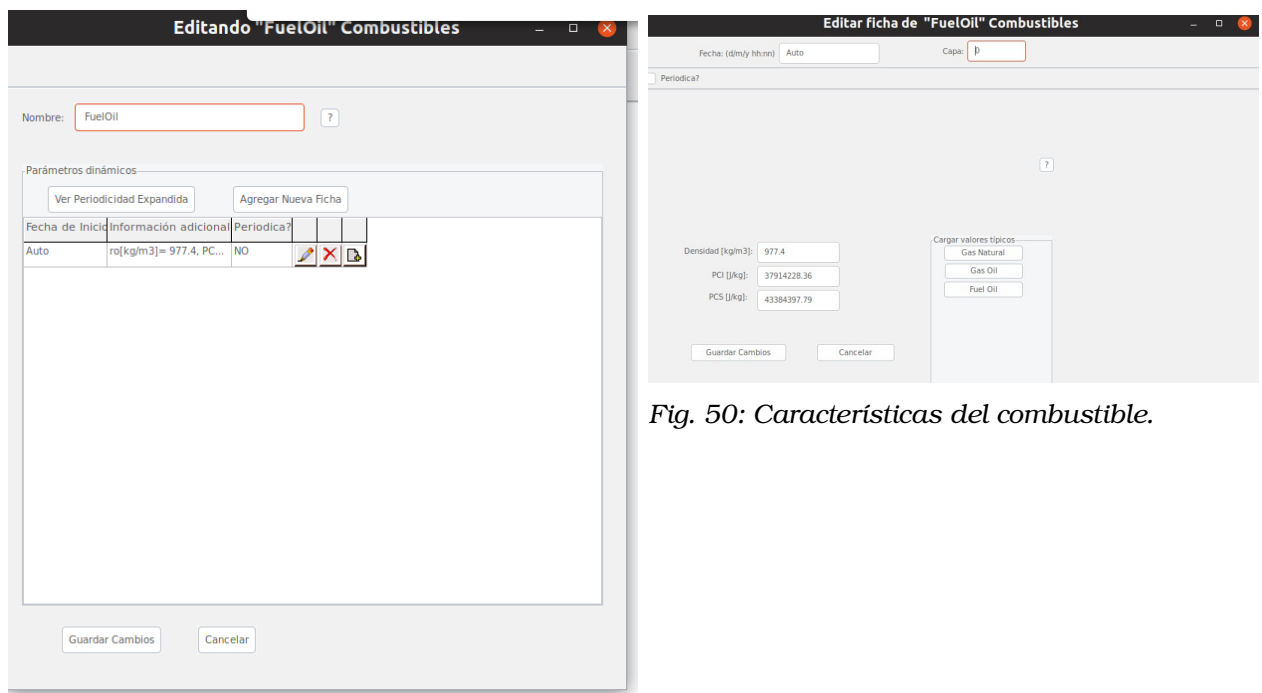 Editando "FuelOil" Combustibles
Nombre: FuelOil ?
Parámetros dinámicos
Ver Periodicidad Expandida Agregar Nueva Ficha
Fecha de Inicio Información adicional Periodica?
Auto ro[kg/m3]= 977.4, PC... NO
Guardar Cambios Cancelar
Editar ficha de "FuelOil" Combustibles
Fecha: (d/m/y hh:nn) Auto Capa: 0
Periodica?
?
Cargar valores típicos
Densidad [kg/m3]: 977.4 Gas Natural
PCI [J/kg]: 37914228.36 Gas Oil
PCS [J/kg]: 43384397.79 Fuel Oil
Guardar Cambios Cancelar
Fig. 50: Características del combustible.